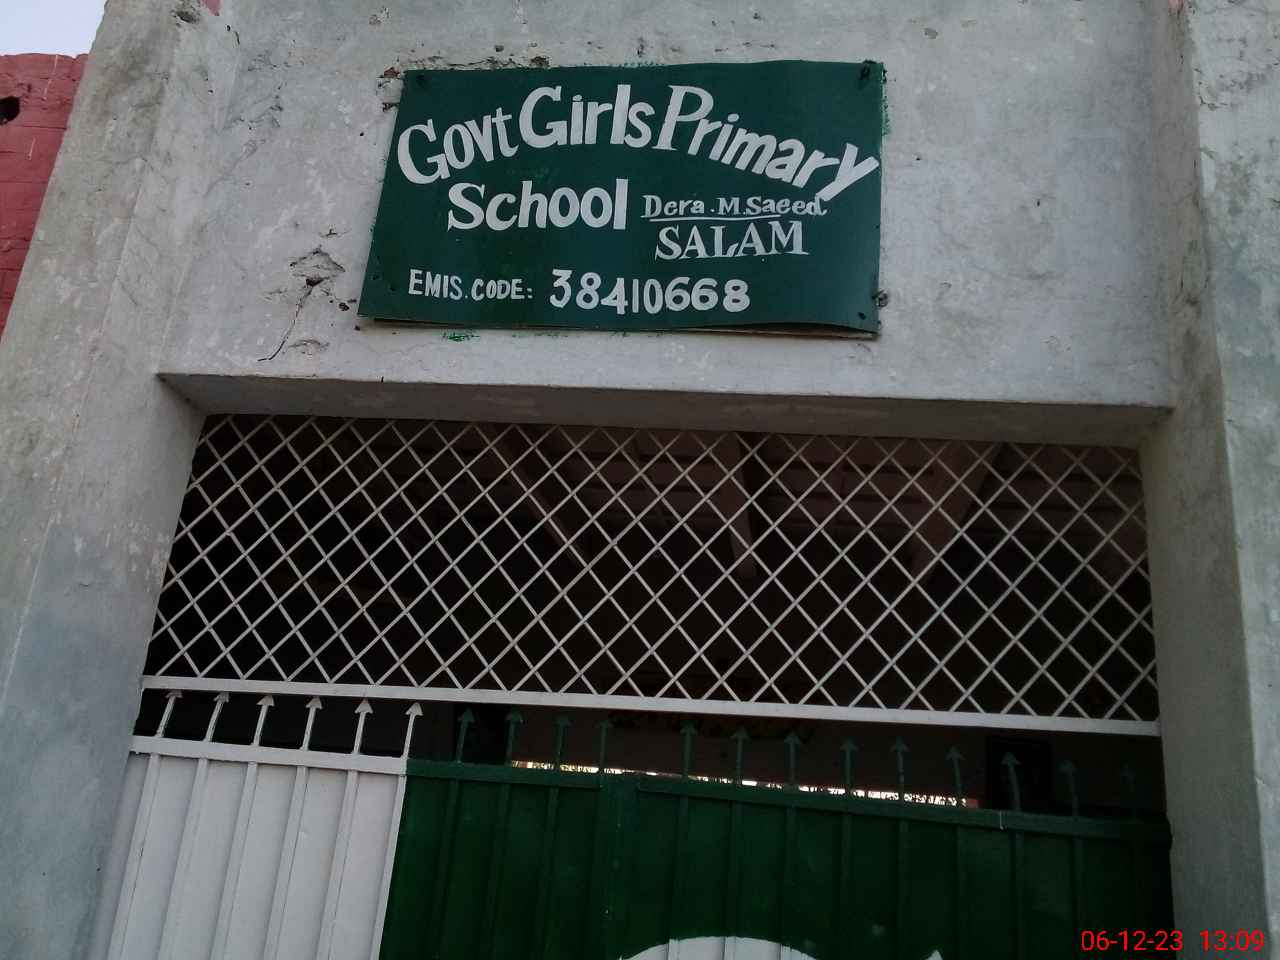 Govt Girls Primary
School Dera. M. Saeed
SALAM
EMIS. CODE: 38410668
06-12-23 13:09